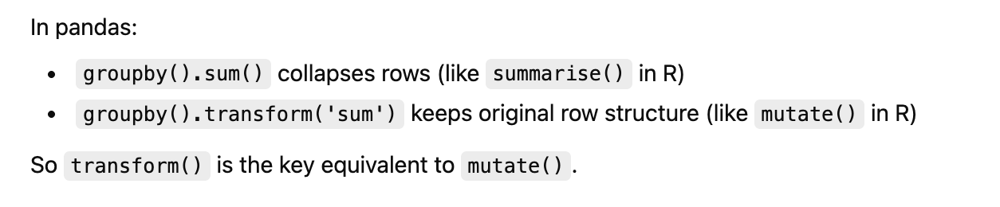 In pandas:
• groupby().sum() collapses rows (like summarise() in R)
• groupby().transform('sum') keeps original row structure (like mutate() in R)
So transform() is the key equivalent to mutate().